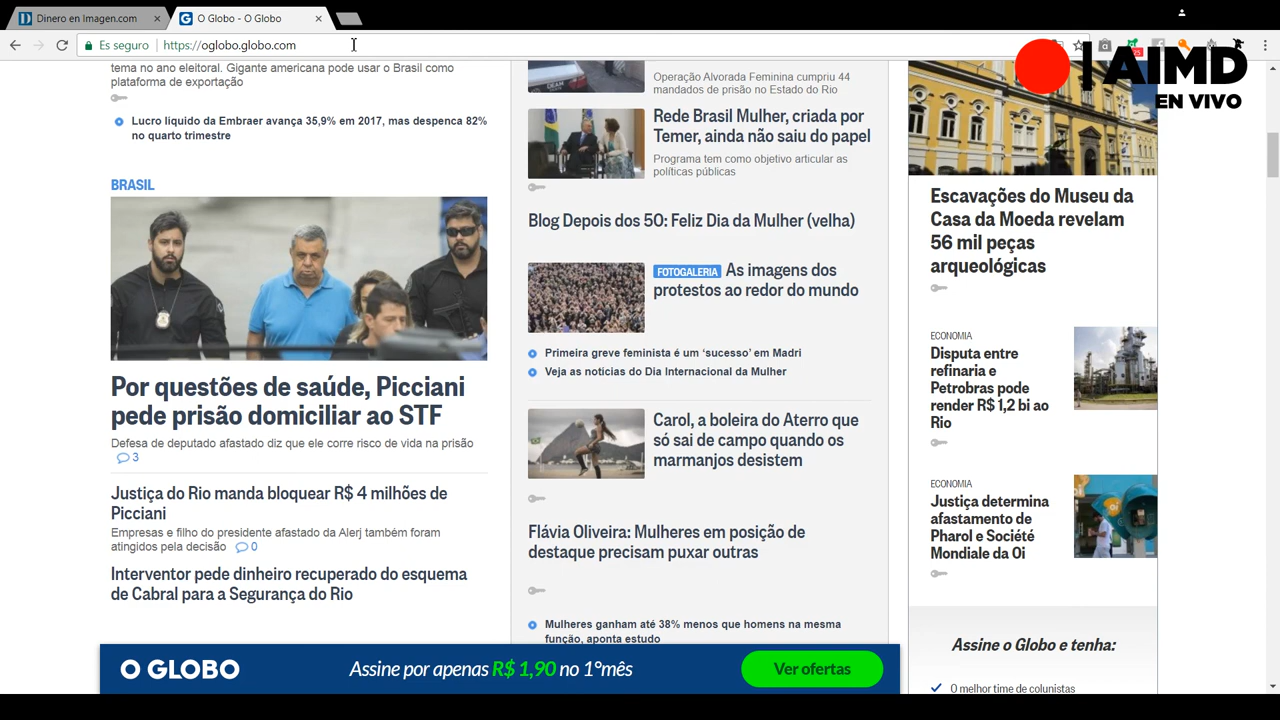 Dinero en Imagen.com
O Globo - O Globo
Es seguro
https://oglobo.globo.com
AIMD
EN VIVO
tema no ano eleitoral. Gigante americana pode usar o Brasil como
plataforma de exportação
Lucro liquido da Embraer avança 35,9% em 2017, mas despenca 82%
no quarto trimestre
BRASIL
Por questões de saúde, Picciani
pede prisão domiciliar ao STF
Defesa de deputado afastado diz que ele corre risco de vida na prisão
3
Justiça do Rio manda bloquear R$ 4 milhões de
Picciani
Empresas e filho do presidente afastado da Alerj também foram
atingidos pela decisão 0
Interventor pede dinheiro recuperado do esquema
de Cabral para a Segurança do Rio
Operação Alvorada Feminina cumpriu 44
mandados de prisão no Estado do Rio
Rede Brasil Mulher, criada por
Temer, ainda não saiu do papel
Programa tem como objetivo articular as
políticas públicas
Blog Depois dos 50: Feliz Dia da Mulher (velha)
FOTOGALERIA As imagens dos
protestos ao redor do mundo
Primeira greve feminista é um ‘sucesso’ em Madri
Veja as notícias do Dia Internacional da Mulher
Carol, a boleira do Aterro que
só sai de campo quando os
marmanjos desistem
Flávia Oliveira: Mulheres em posição de
destaque precisam puxar outras
Mulheres ganham até 38% menos que homens na mesma
função, aponta estudo
Escavações do Museu da
Casa da Moeda revelam
56 mil peças
arqueológicas
ECONOMIA
Disputa entre
refinaria e
Petrobras pode
render R$ 1,2 bi ao
Rio
ECONOMIA
Justiça determina
afastamento de
Pharol e Société
Mondiale da Oi
Assine o Globo e tenha:
O melhor time de colunistas
O GLOBO
Assine por apenas R$ 1,90 no 1°mês
Ver ofertas